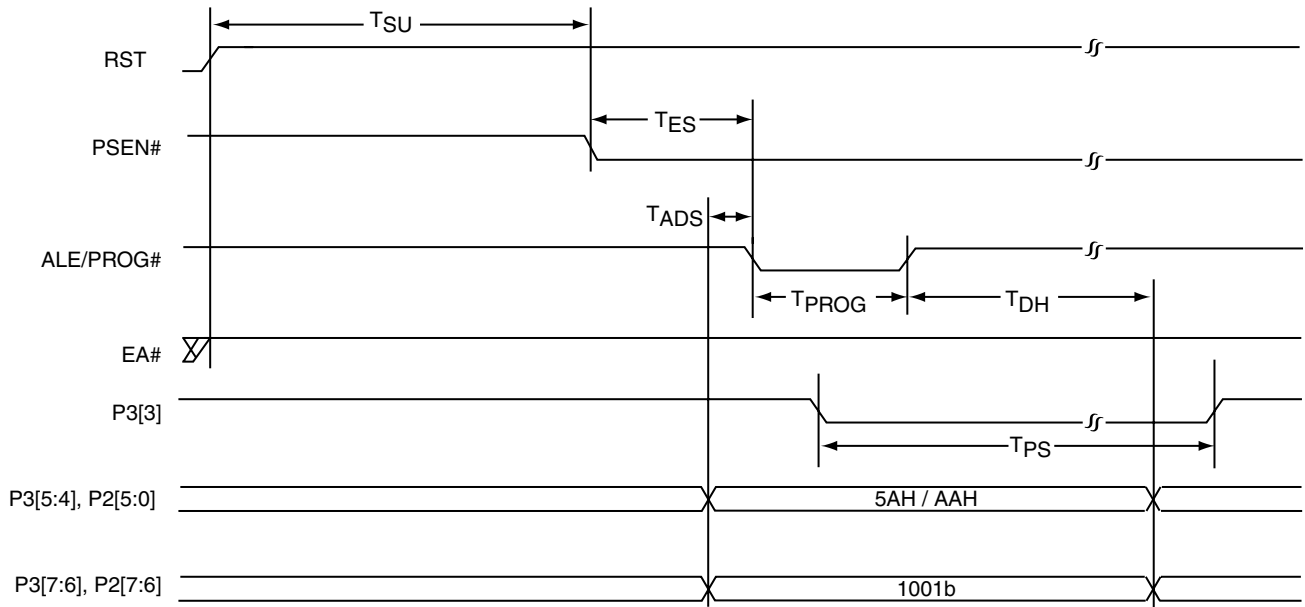 TSU
RST
TES
PSEN#
TADS
ALE/PROG#
TPROG
TDH
EA#
P3[3]
TPS
P3[5:4], P2[5:0]
5AH / AAH
P3[7:6], P2[7:6]
1001b